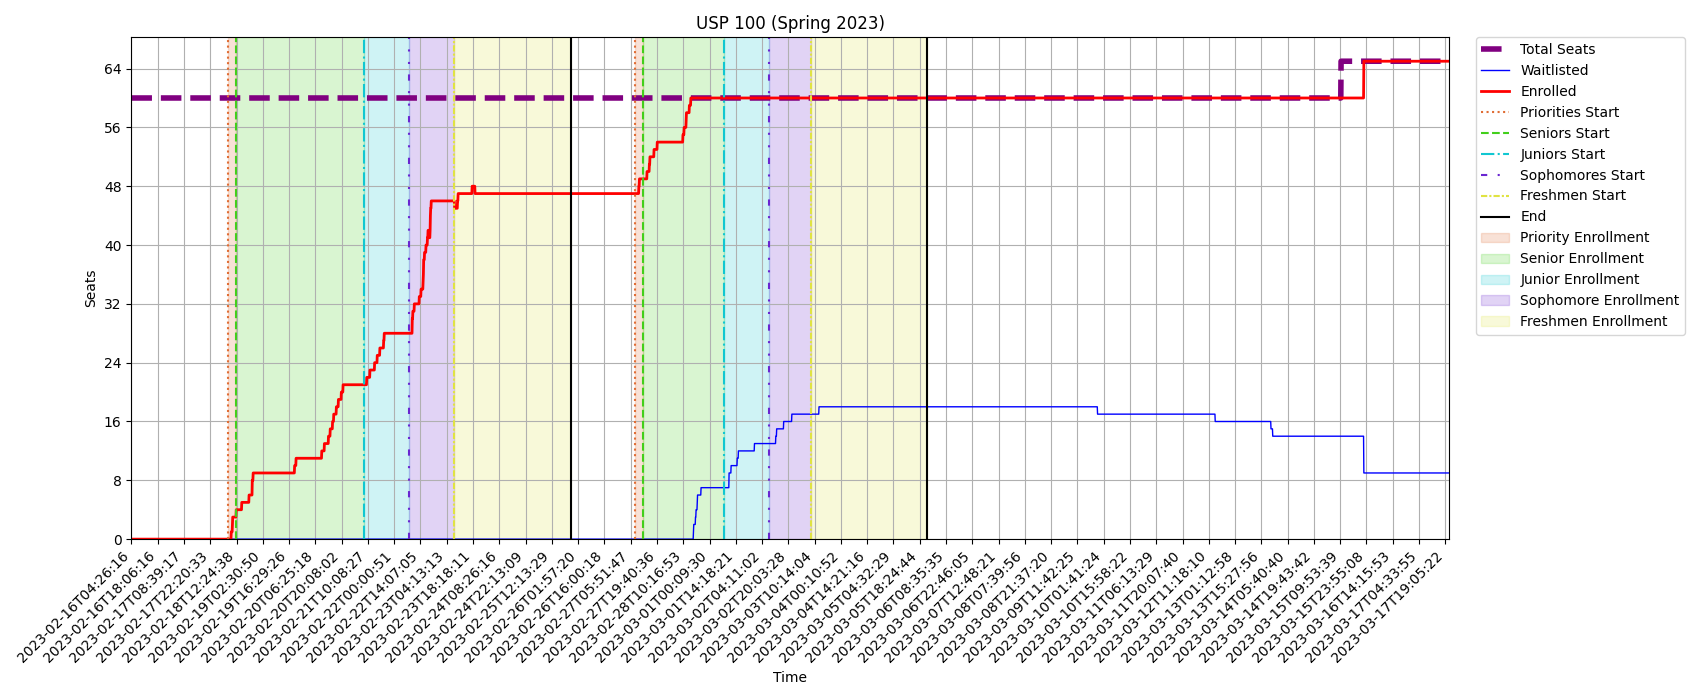 USP 100 (Spring 2023)
64
56
48
40
32
24
16
8
0
Seats
2023-02-16T04:26:16
2023-02-16T18:06:16
2023-02-17T08:39:17
2023-02-17T22:20:33
2023-02-18T12:24:38
2023-02-19T02:30:50
2023-02-19T16:29:26
2023-02-20T06:25:18
2023-02-20T20:08:02
2023-02-21T10:08:27
2023-02-22T00:00:51
2023-02-22T14:07:05
2023-02-23T04:13:13
2023-02-23T18:18:11
2023-02-24T08:26:16
2023-02-24T22:13:09
2023-02-25T12:13:29
2023-02-26T01:57:20
2023-02-26T16:00:18
2023-02-27T05:51:47
2023-02-27T19:40:36
2023-02-28T10:16:53
2023-03-01T00:09:30
2023-03-01T14:18:21
2023-03-02T04:11:02
2023-03-02T20:03:28
2023-03-03T10:14:04
2023-03-04T00:10:52
2023-03-04T14:21:16
2023-03-05T04:32:29
2023-03-05T18:24:44
2023-03-06T08:35:35
2023-03-06T22:46:05
2023-03-07T12:48:21
2023-03-08T07:39:56
2023-03-08T21:37:20
2023-03-09T11:42:25
2023-03-10T01:41:24
2023-03-10T15:58:22
2023-03-11T06:13:29
2023-03-11T20:07:40
2023-03-12T11:18:10
2023-03-13T01:12:58
2023-03-13T15:27:56
2023-03-14T05:40:40
2023-03-14T19:43:42
2023-03-15T09:53:39
2023-03-15T23:55:08
2023-03-16T14:15:53
2023-03-17T04:33:55
2023-03-17T19:05:22
Time
Total Seats
Waitlisted
Enrolled
Priorities Start
Seniors Start
Juniors Start
Sophomores Start
Freshmen Start
End
Priority Enrollment
Senior Enrollment
Junior Enrollment
Sophomore Enrollment
Freshmen Enrollment